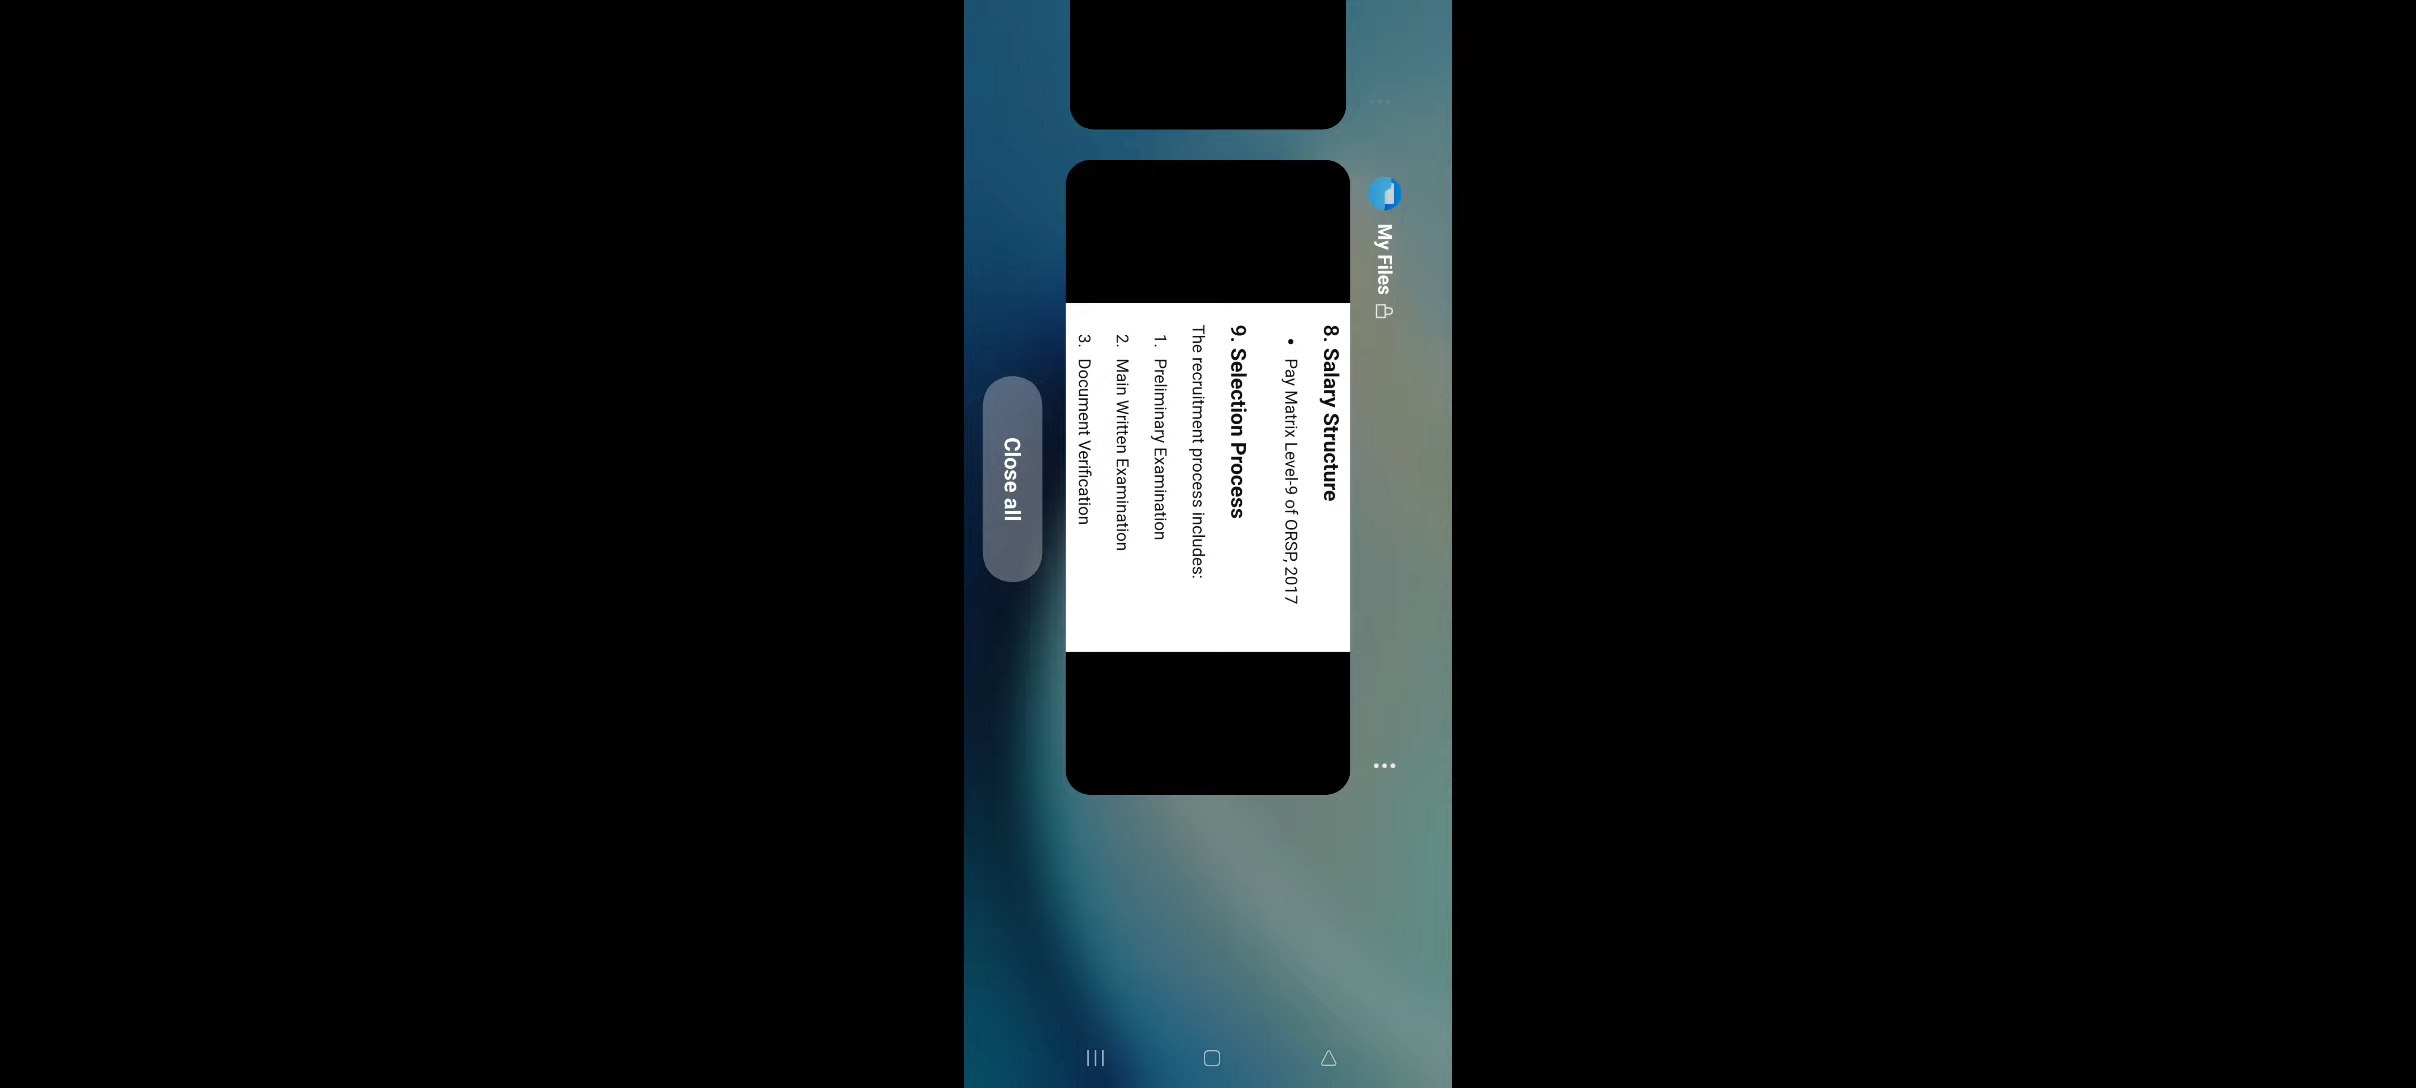 My Files
8. Salary Structure
• Pay Matrix Level-9 of ORSP, 2017
9. Selection Process
The recruitment process includes:
1. Preliminary Examination
2. Main Written Examination
3. Document Verification
Close all